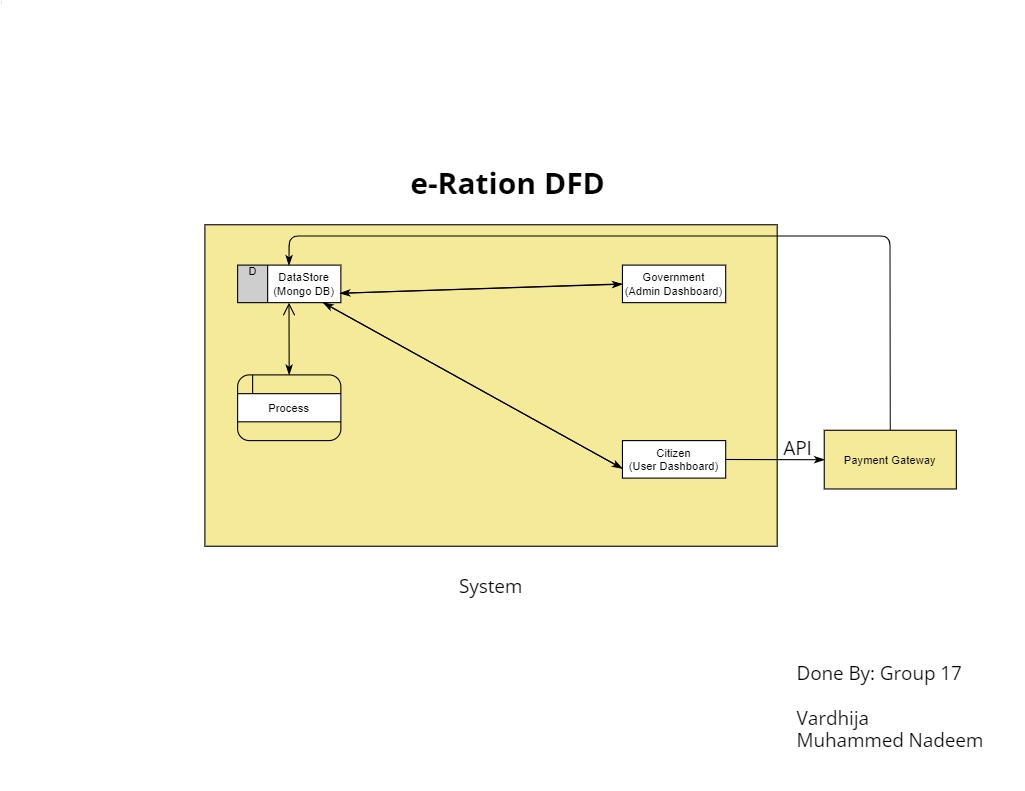 e-Ration DFD
D
DataStore
(Mongo DB)
Government
(Admin Dashboard)
Process
Citizen
(User Dashboard)
API
Payment Gateway
System
Done By: Group 17
Vardhija
Muhammed Nadeem